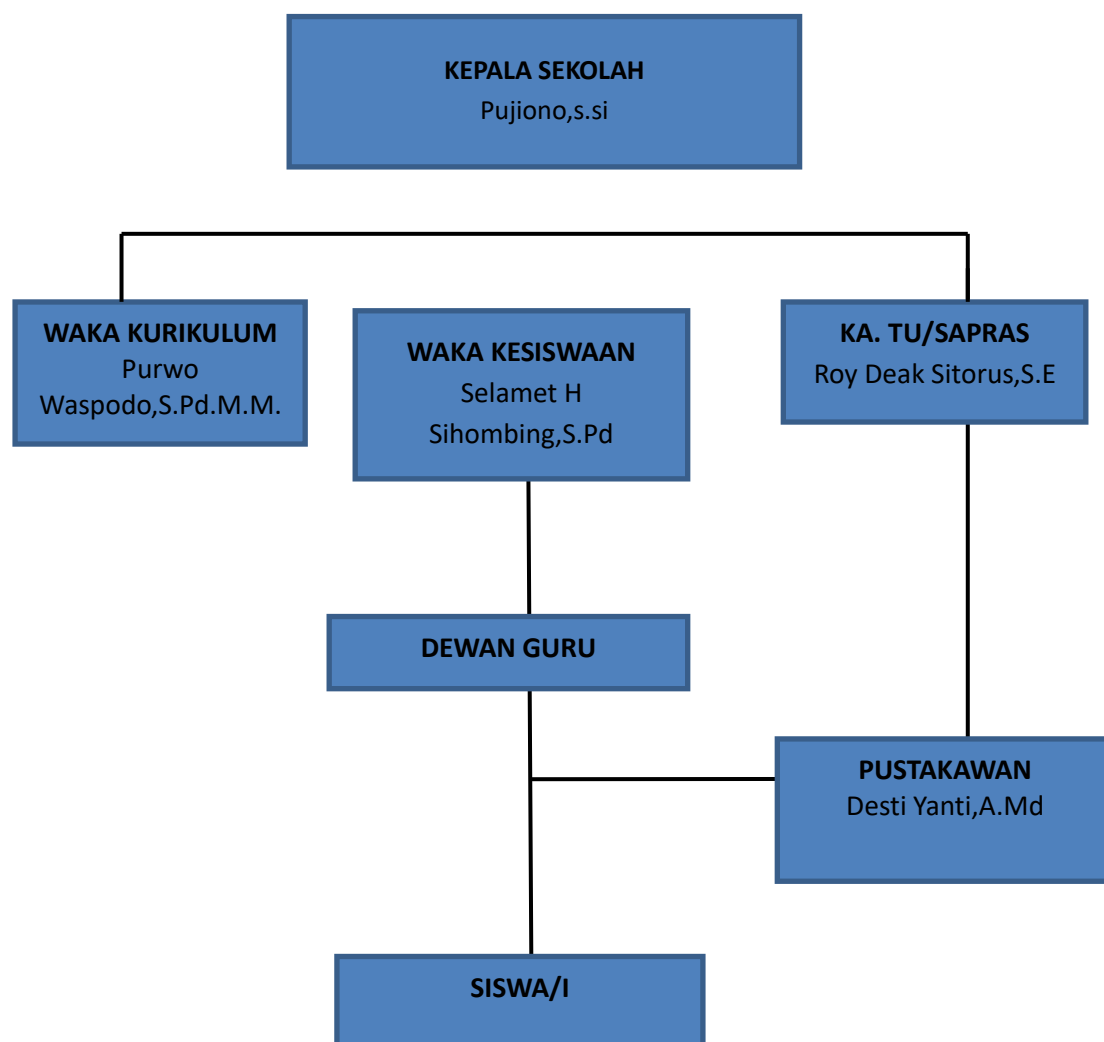 KEPALA SEKOLAH
Pujiono,s.si
WAKA KURIKULUM
Purwo
Waspodo,S.Pd.M.M.
WAKA KESISWAAN
Selamet H
Sihombing,S.Pd
KA. TU/SAPRAS
Roy Deak Sitorus,S.E
DEWAN GURU
PUSTAKAWAN
Desti Yanti,A.Md
SISWA/I